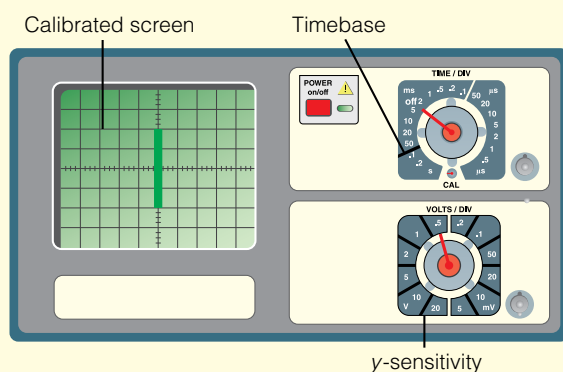 Calibrated screen
Timebase
POWER
on/off
TIME / DIV
ms
off
2
1
.5
.2
.1
50
μs
20
10
5
2
1
.5
μs
5
10
20
50
.1
.2
s
CAL
VOLTS / DIV
.5
.2
.1
50
20
10
mV
5
1
2
5
10
V
20
y-sensitivity